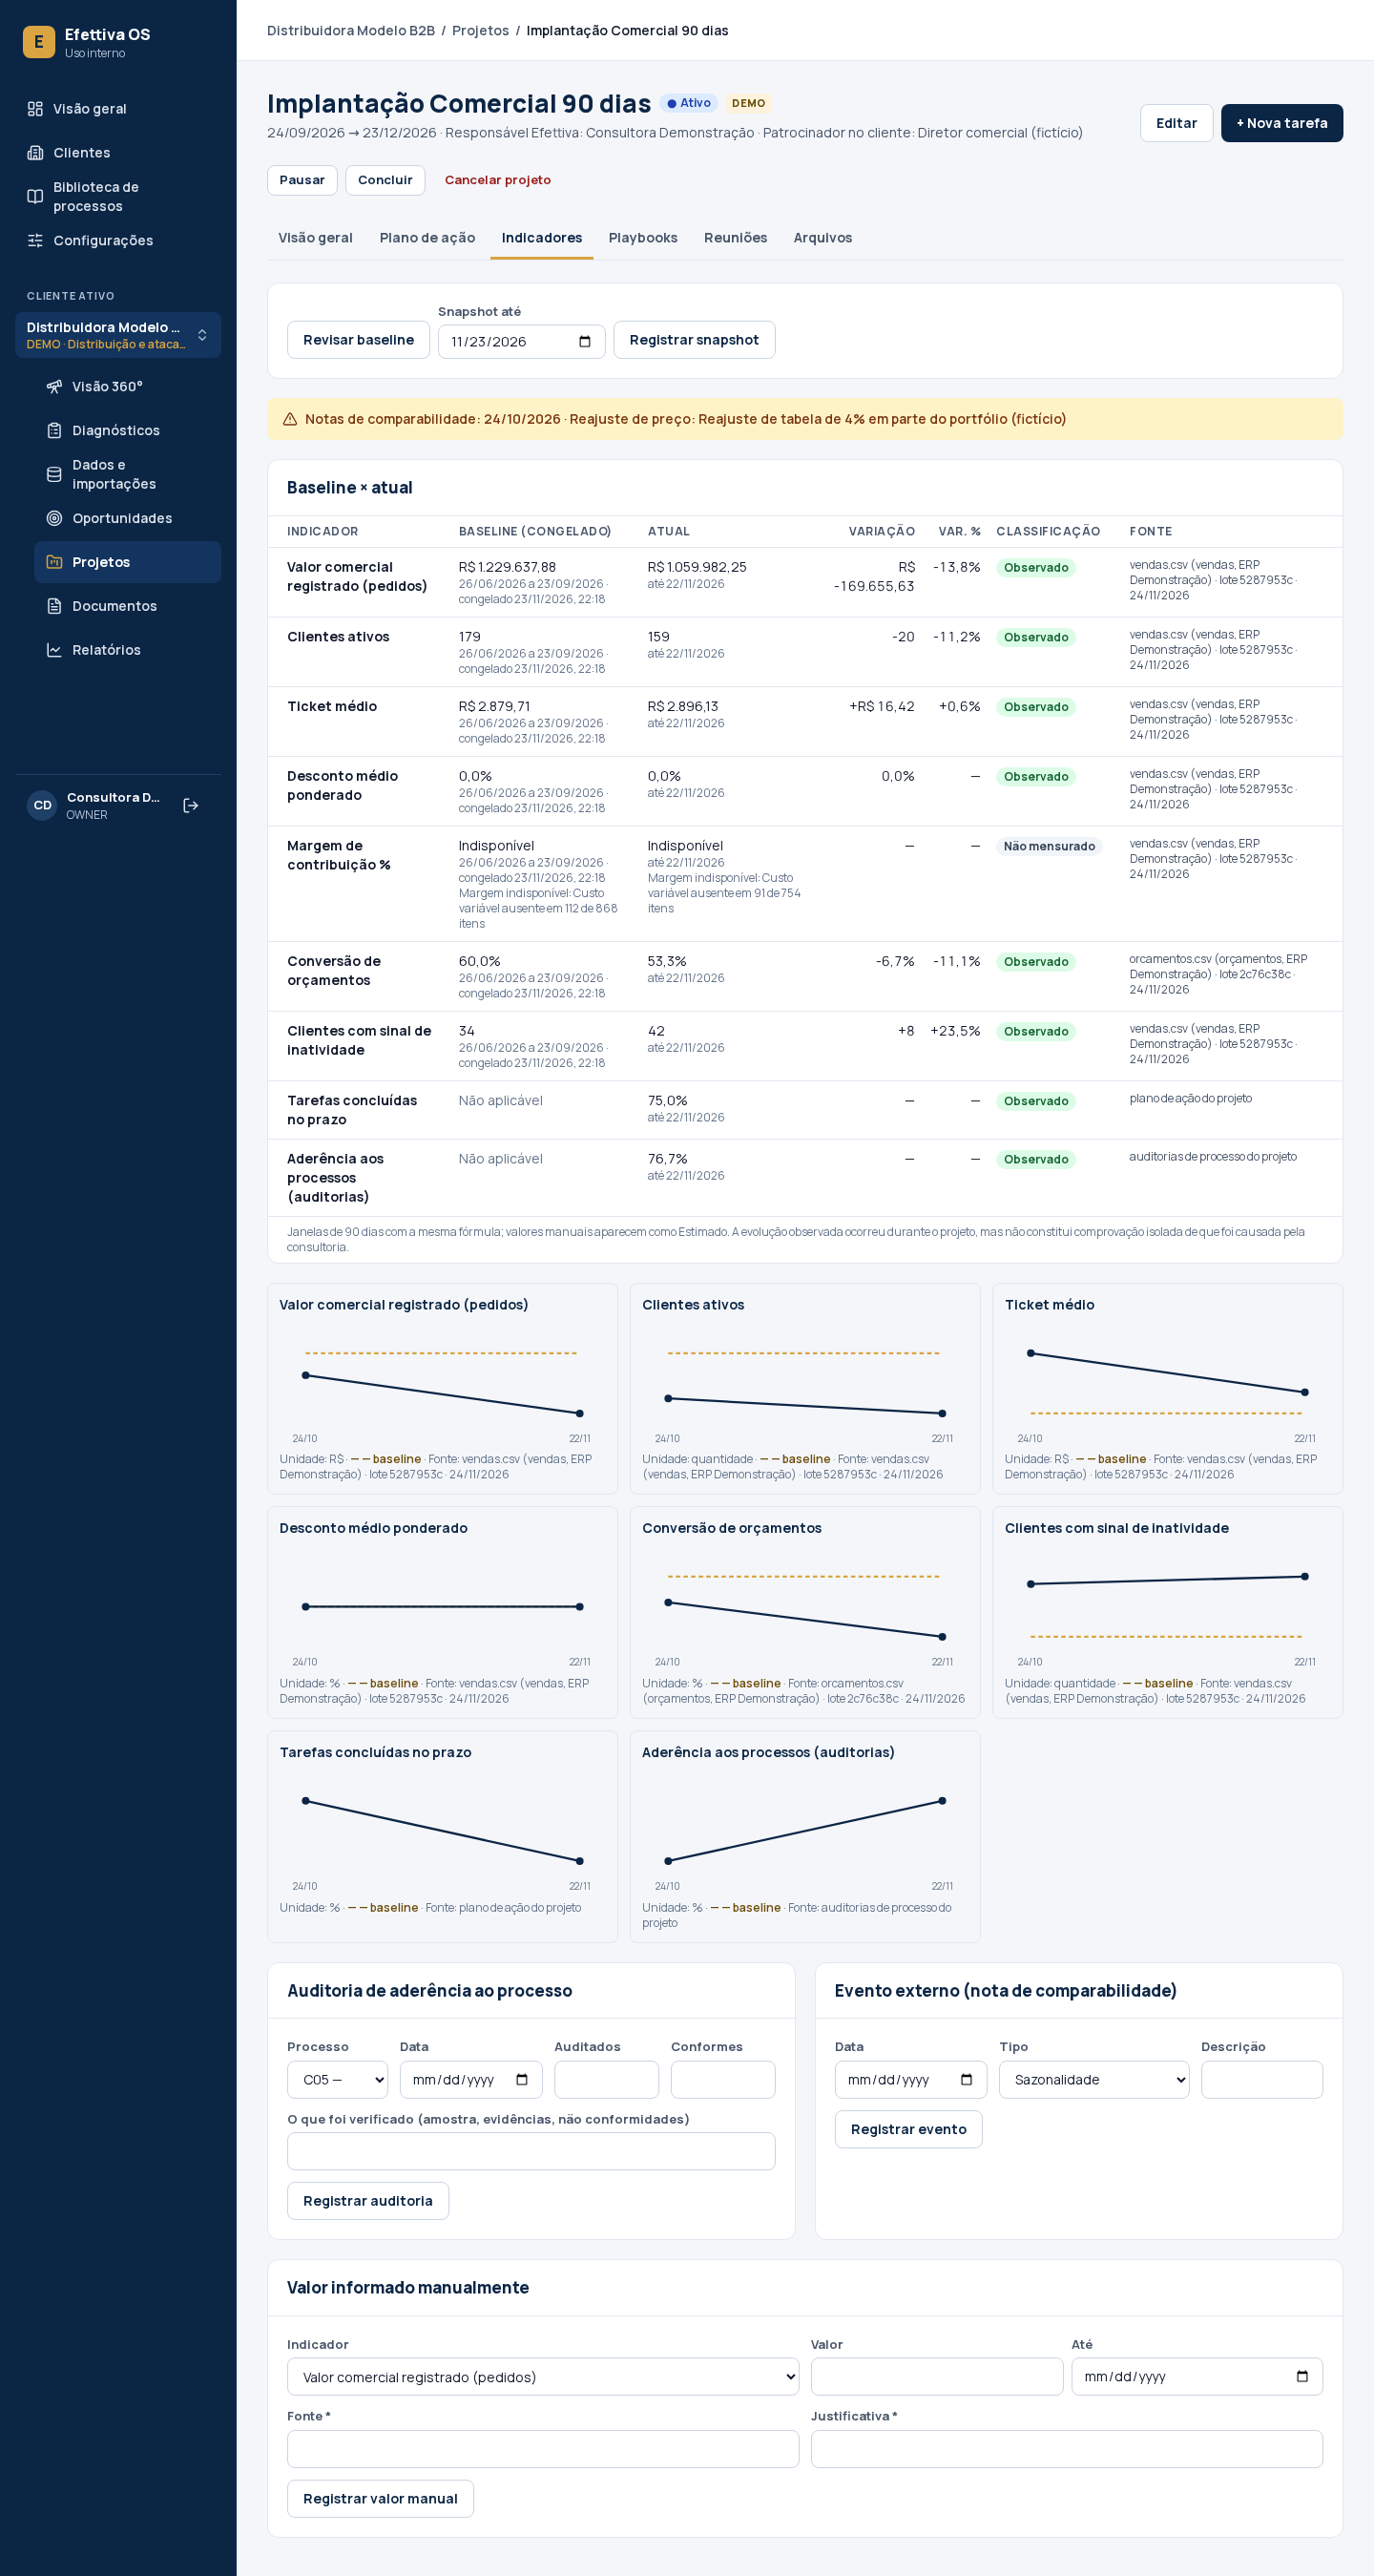 E
Efettiva OS
Uso interno
Visão geral
Clientes
Biblioteca de
processos
Configurações
CLIENTE ATIVO
Distribuidora Modelo ...
DEMO · Distribuição e ataca...
Visão 360°
Diagnósticos
Dados e
importações
Oportunidades
Projetos
Documentos
Relatórios
CD
Consultora D...
OWNER
Distribuidora Modelo B2B / Projetos / Implantação Comercial 90 dias
Implantação Comercial 90 dias Ativo DEMO
24/09/2026 → 23/12/2026 · Responsável Efettiva: Consultora Demonstração · Patrocinador no cliente: Diretor comercial (fictício)
Editar + Nova tarefa
Pausar Concluir Cancelar projeto
Visão geral Plano de ação Indicadores Playbooks Reuniões Arquivos
Snapshot até
Revisar baseline 11/23/2026 Registrar snapshot
Notas de comparabilidade: 24/10/2026 · Reajuste de preço: Reajuste de tabela de 4% em parte do portfólio (fictício)
Baseline × atual
INDICADOR BASELINE (CONGELADO) ATUAL VARIAÇÃO VAR. % CLASSIFICAÇÃO FONTE
Valor comercial registrado (pedidos)
R$ 1.229.637,88
26/06/2026 a 23/09/2026 ·
congelado 23/11/2026, 22:18
R$ 1.059.982,25
até 22/11/2026
R$
-169.655,63
-13,8%
Observado
vendas.csv (vendas, ERP
Demonstração) · lote 5287953c ·
24/11/2026
Clientes ativos
179
26/06/2026 a 23/09/2026 ·
congelado 23/11/2026, 22:18
159
até 22/11/2026
-20
-11,2%
Observado
vendas.csv (vendas, ERP
Demonstração) · lote 5287953c ·
24/11/2026
Ticket médio
R$ 2.879,71
26/06/2026 a 23/09/2026 ·
congelado 23/11/2026, 22:18
R$ 2.896,13
até 22/11/2026
+R$ 16,42
+0,6%
Observado
vendas.csv (vendas, ERP
Demonstração) · lote 5287953c ·
24/11/2026
Desconto médio
ponderado
0,0%
26/06/2026 a 23/09/2026 ·
congelado 23/11/2026, 22:18
0,0%
até 22/11/2026
0,0%
—
Observado
vendas.csv (vendas, ERP
Demonstração) · lote 5287953c ·
24/11/2026
Margem de
contribuição %
Indisponível
26/06/2026 a 23/09/2026 ·
congelado 23/11/2026, 22:18
Margem indisponível: Custo
variável ausente em 112 de 868
itens
Indisponível
até 22/11/2026
Margem indisponível: Custo
variável ausente em 91 de 754
itens
—
—
Não mensurado
vendas.csv (vendas, ERP
Demonstração) · lote 5287953c ·
24/11/2026
Conversão de
orçamentos
60,0%
26/06/2026 a 23/09/2026 ·
congelado 23/11/2026, 22:18
53,3%
até 22/11/2026
-6,7%
-11,1%
Observado
orcamentos.csv (orçamentos, ERP
Demonstração) · lote 2c76c38c ·
24/11/2026
Clientes com sinal de
inatividade
34
26/06/2026 a 23/09/2026 ·
congelado 23/11/2026, 22:18
42
até 22/11/2026
+8
+23,5%
Observado
vendas.csv (vendas, ERP
Demonstração) · lote 5287953c ·
24/11/2026
Tarefas concluídas
no prazo
Não aplicável
75,0%
até 22/11/2026
—
—
Observado
plano de ação do projeto
Aderência aos
processos
(auditorias)
Não aplicável
76,7%
até 22/11/2026
—
—
Observado
auditorias de processo do projeto
Janelas de 90 dias com a mesma fórmula; valores manuais aparecem como Estimado. A evolução observada ocorreu durante o projeto, mas não constitui comprovação isolada de que foi causada pela
consultoria.
Valor comercial registrado (pedidos)
24/10 22/11
Unidade: R$ · — — baseline · Fonte: vendas.csv (vendas, ERP
Demonstração) · lote 5287953c · 24/11/2026
Clientes ativos
24/10 22/11
Unidade: quantidade · — — baseline · Fonte: vendas.csv
(vendas, ERP Demonstração) · lote 5287953c · 24/11/2026
Ticket médio
24/10 22/11
Unidade: R$ · — — baseline · Fonte: vendas.csv (vendas, ERP
Demonstração) · lote 5287953c · 24/11/2026
Desconto médio ponderado
24/10 22/11
Unidade: % · — — baseline · Fonte: vendas.csv (vendas, ERP
Demonstração) · lote 5287953c · 24/11/2026
Conversão de orçamentos
24/10 22/11
Unidade: % · — — baseline · Fonte: orcamentos.csv
(orçamentos, ERP Demonstração) · lote 2c76c38c · 24/11/2026
Clientes com sinal de inatividade
24/10 22/11
Unidade: quantidade · — — baseline · Fonte: vendas.csv
(vendas, ERP Demonstração) · lote 5287953c · 24/11/2026
Tarefas concluídas no prazo
24/10 22/11
Unidade: % · — — baseline · Fonte: plano de ação do projeto
Aderência aos processos (auditorias)
24/10 22/11
Unidade: % · — — baseline · Fonte: auditorias de processo do
projeto
Auditoria de aderência ao processo
Processo Data Auditados Conformes
C05 — mm/dd/yyyy
O que foi verificado (amostra, evidências, não conformidades)
Registrar auditoria
Evento externo (nota de comparabilidade)
Data Tipo Descrição
mm/dd/yyyy Sazonalidade
Registrar evento
Valor informado manualmente
Indicador Valor Até
Valor comercial registrado (pedidos) mm/dd/yyyy
Fonte * Justificativa *
Registrar valor manual